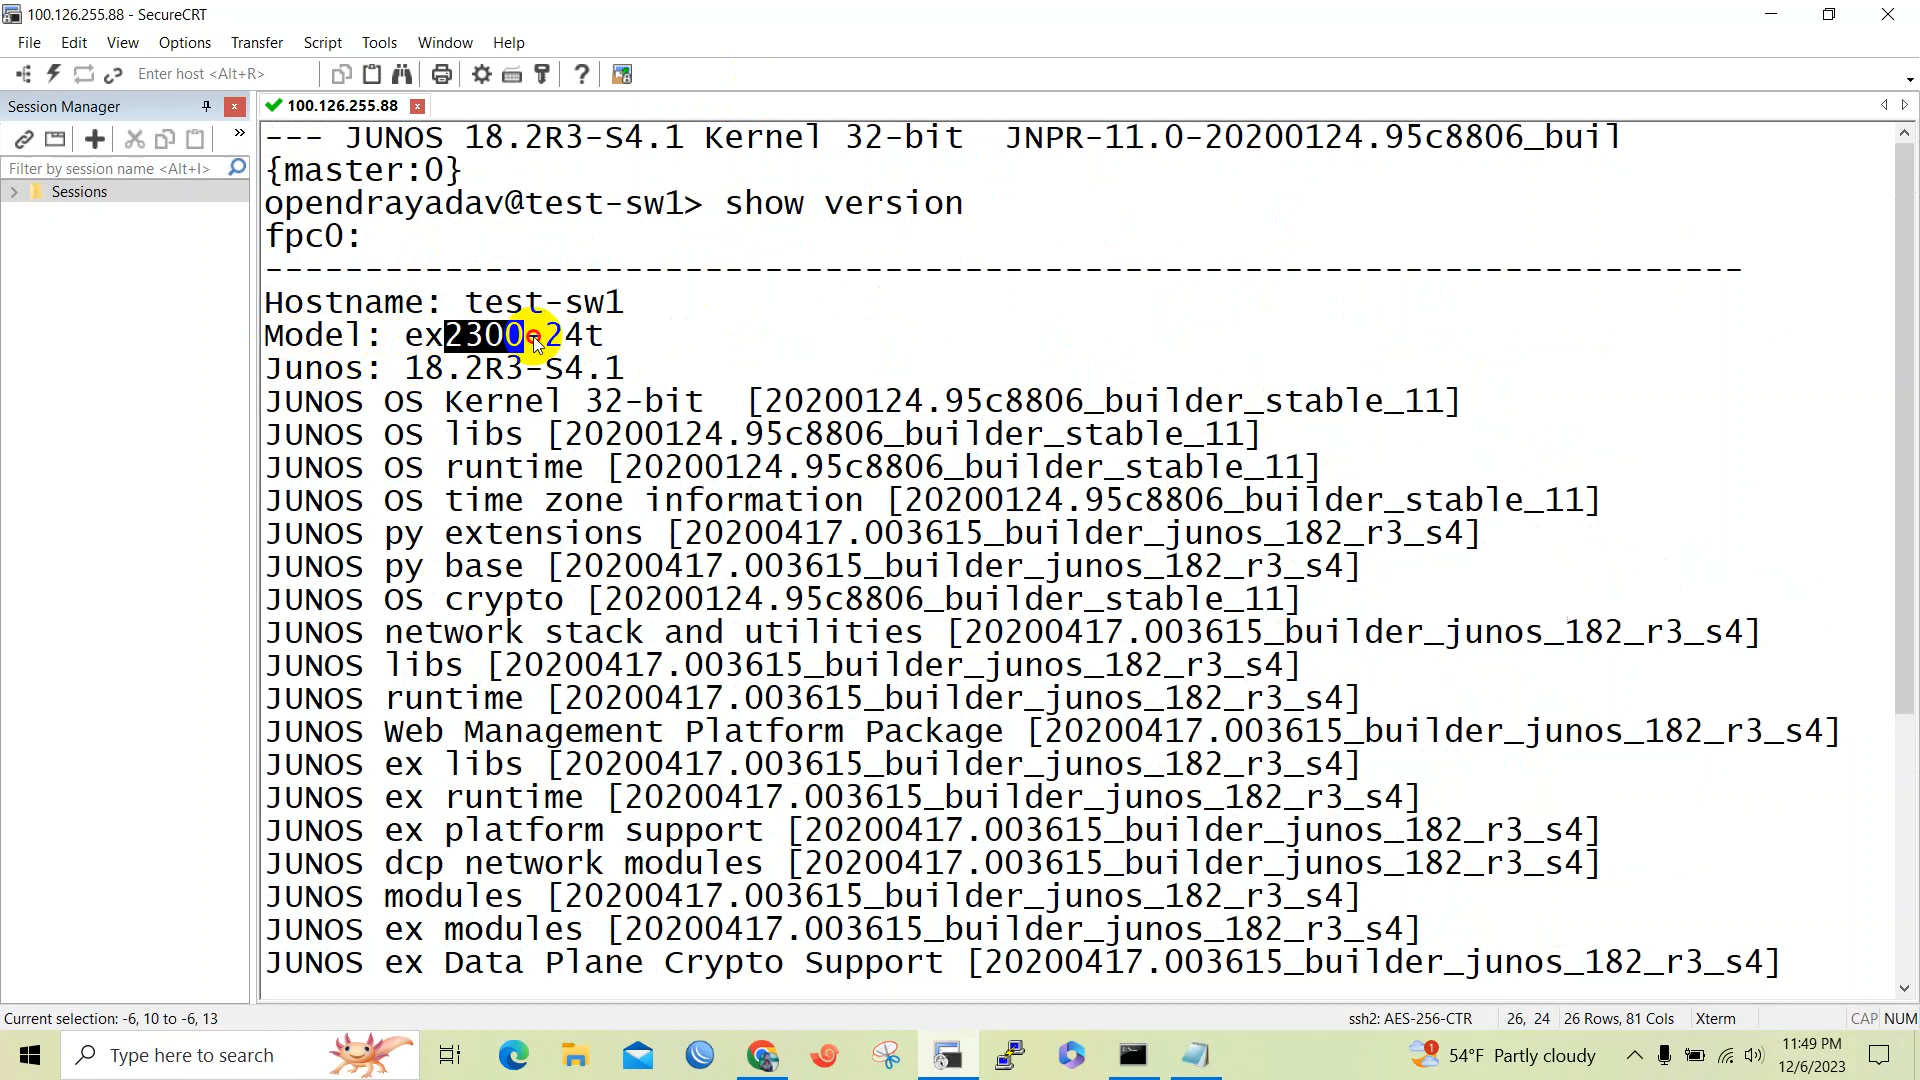 100.126.255.88 - SecureCRT
File Edit View Options Transfer Script Tools Window Help
Enter host <Alt+R>
Session Manager
100.126.255.88
Filter by session name <Alt+I>
Sessions
--- JUNOS 18.2R3-S4.1 Kernel 32-bit  JNPR-11.0-20200124.95c8806_buil
{master:0}
opendrayadav@test-sw1> show version
fpc0:
--------------------------------------------------------------------------
Hostname: test-sw1
Model: ex2300-24t
Junos: 18.2R3-S4.1
JUNOS OS Kernel 32-bit  [20200124.95c8806_builder_stable_11]
JUNOS OS libs [20200124.95c8806_builder_stable_11]
JUNOS OS runtime [20200124.95c8806_builder_stable_11]
JUNOS OS time zone information [20200124.95c8806_builder_stable_11]
JUNOS py extensions [20200417.003615_builder_junos_182_r3_s4]
JUNOS py base [20200417.003615_builder_junos_182_r3_s4]
JUNOS OS crypto [20200124.95c8806_builder_stable_11]
JUNOS network stack and utilities [20200417.003615_builder_junos_182_r3_s4]
JUNOS libs [20200417.003615_builder_junos_182_r3_s4]
JUNOS runtime [20200417.003615_builder_junos_182_r3_s4]
JUNOS Web Management Platform Package [20200417.003615_builder_junos_182_r3_s4]
JUNOS ex libs [20200417.003615_builder_junos_182_r3_s4]
JUNOS ex runtime [20200417.003615_builder_junos_182_r3_s4]
JUNOS ex platform support [20200417.003615_builder_junos_182_r3_s4]
JUNOS dcp network modules [20200417.003615_builder_junos_182_r3_s4]
JUNOS modules [20200417.003615_builder_junos_182_r3_s4]
JUNOS ex modules [20200417.003615_builder_junos_182_r3_s4]
JUNOS ex Data Plane Crypto Support [20200417.003615_builder_junos_182_r3_s4]
Current selection: -6, 10 to -6, 13
ssh2: AES-256-CTR 26, 24 26 Rows, 81 Cols Xterm CAP NUM
Type here to search
1
54°F Partly cloudy
11:49 PM
12/6/2023